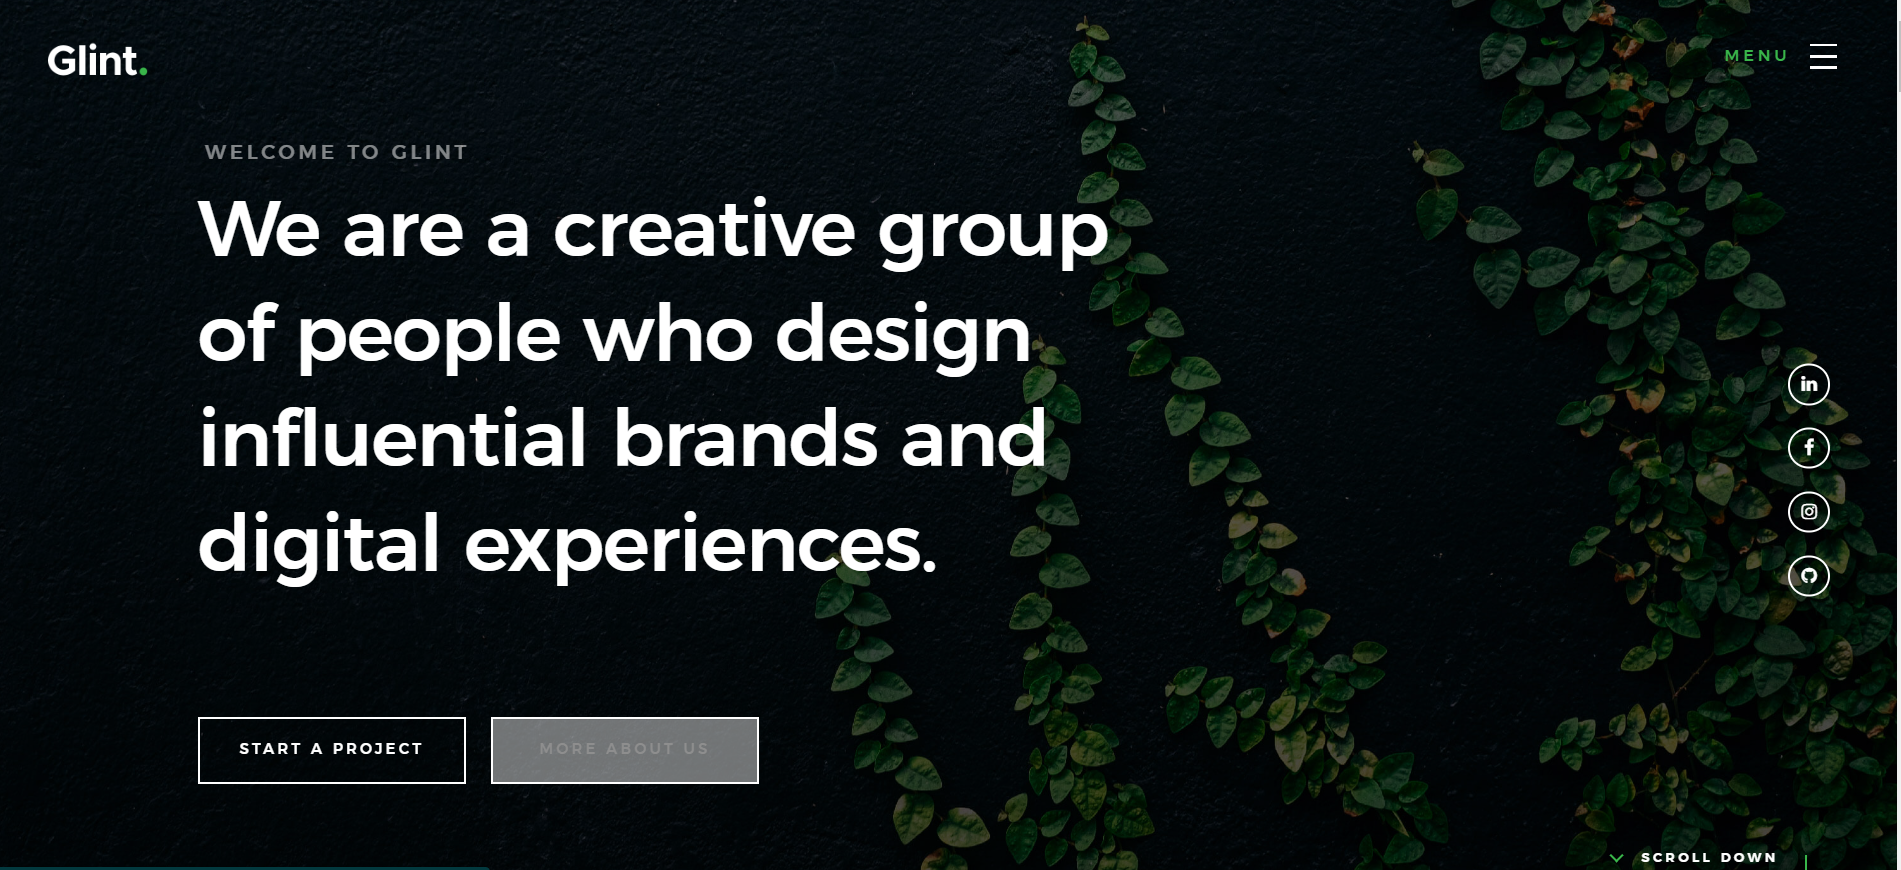 Glint.
MENU
WELCOME TO GLINT
We are a creative group
of people who design
influential brands and
digital experiences.
in
f
START A PROJECT
MORE ABOUT US
SCROLL DOWN